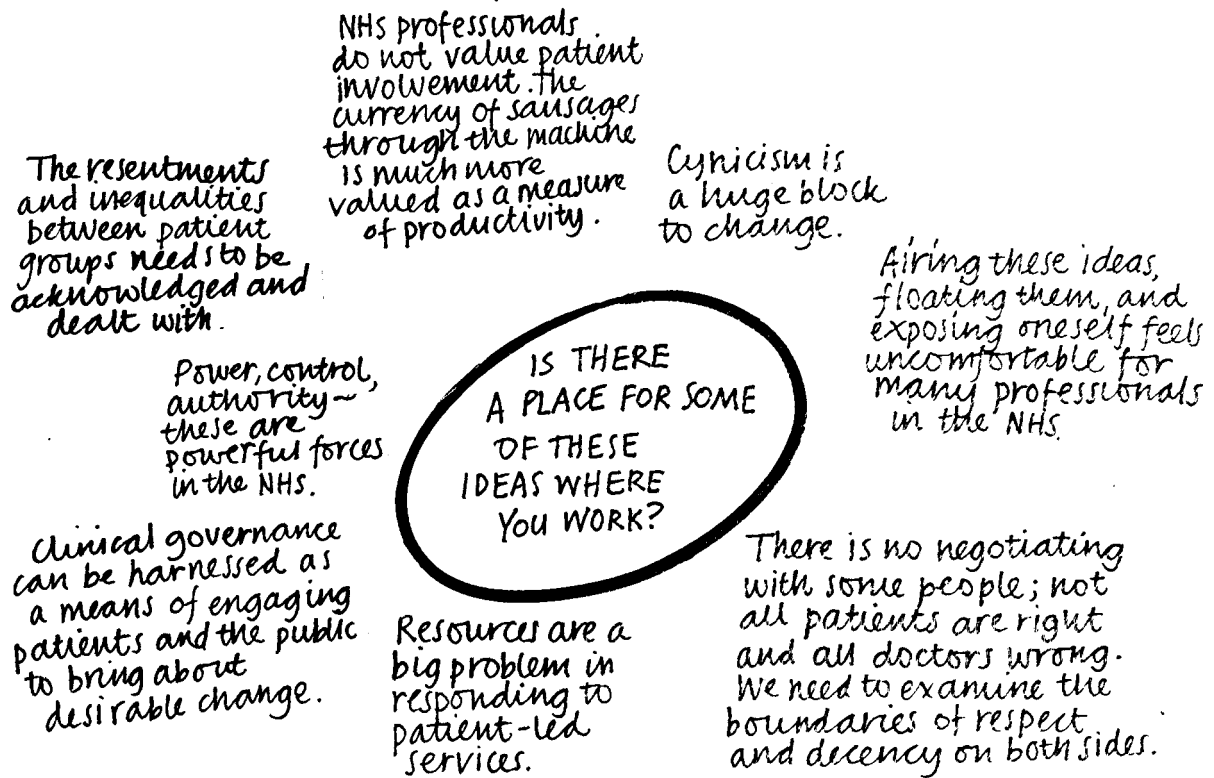 NHS professionals
do not value patient
involvement. The
currency of sausages
through the machine
is much more
valued as a measure
of productivity.
The resentments
and inequalities
between patient
groups needs to be
acknowledged and
dealt with.
Cynicism is
a huge block
to change.
Airing these ideas,
floating them, and
exposing oneself feels
uncomfortable for
many professionals
in the NHS.
Power, control,
authority~
these are
powerful forces
in the NHS.
IS THERE
A PLACE FOR SOME
OF THESE
IDEAS WHERE
YOU WORK?
Clinical governance
can be harnessed as
a means of engaging
patients and the public
to bring about
desirable change.
Resources are a
big problem in
responding to
patient-led
services.
There is no negotiating
with some people; not
all patients are right
and all doctors wrong.
We need to examine the
boundaries of respect
and decency on both sides.